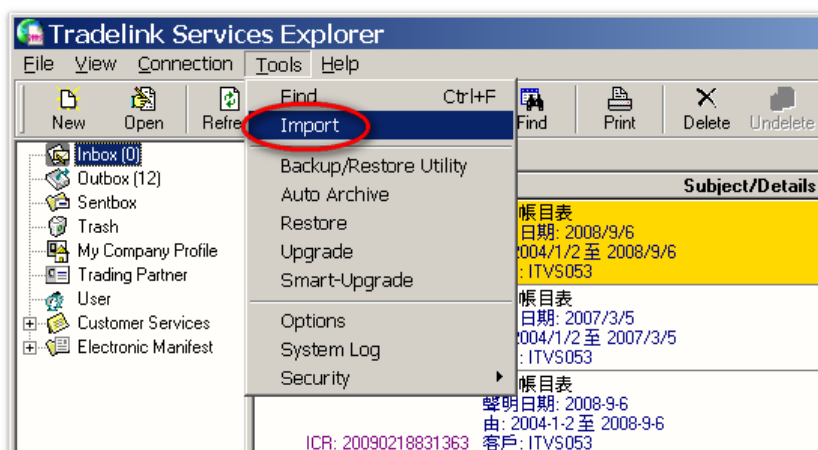 Tradelink Services Explorer
File View Connection Tools Help
New Open Refre Find Print Delete Undelete
Find Ctrl+F
Import
Backup/Restore Utility
Auto Archive
Restore
Upgrade
Smart-Upgrade
Options
System Log
Security
Inbox (0)
Outbox (12)
Sentbox
Trash
My Company Profile
Trading Partner
User
Customer Services
Electronic Manifest
Subject/Details
帳目表
日期: 2008/9/6
2004/1/2 至 2008/9/6
: ITVS053
帳目表
日期: 2007/3/5
2004/1/2 至 2007/3/5
: ITVS053
帳目表
聲明日期: 2008-9-6
由: 2004-1-2 至 2008-9-6
ICR: 20090218831363 客戶: ITVS053